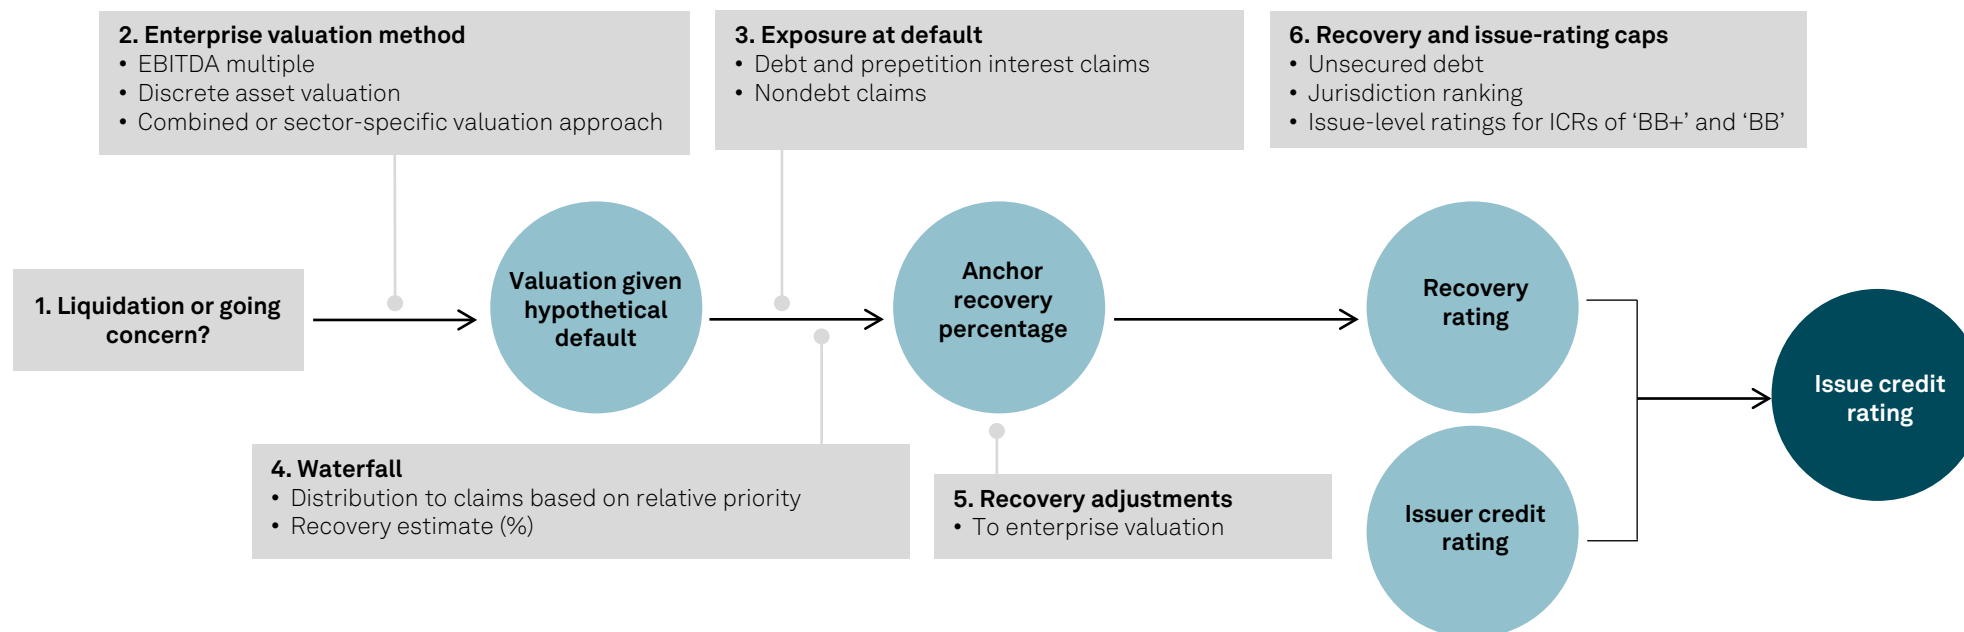 2. Enterprise valuation method
• EBITDA multiple
• Discrete asset valuation
• Combined or sector-specific valuation approach
3. Exposure at default
• Debt and prepetition interest claims
• Nondebt claims
6. Recovery and issue-rating caps
• Unsecured debt
• Jurisdiction ranking
• Issue-level ratings for ICRs of ‘BB+’ and ‘BB’
1. Liquidation or going
concern?
Valuation given
hypothetical
default
Anchor
recovery
percentage
Recovery
rating
Issue credit
rating
4. Waterfall
• Distribution to claims based on relative priority
• Recovery estimate (%)
5. Recovery adjustments
• To enterprise valuation
Issuer credit
rating